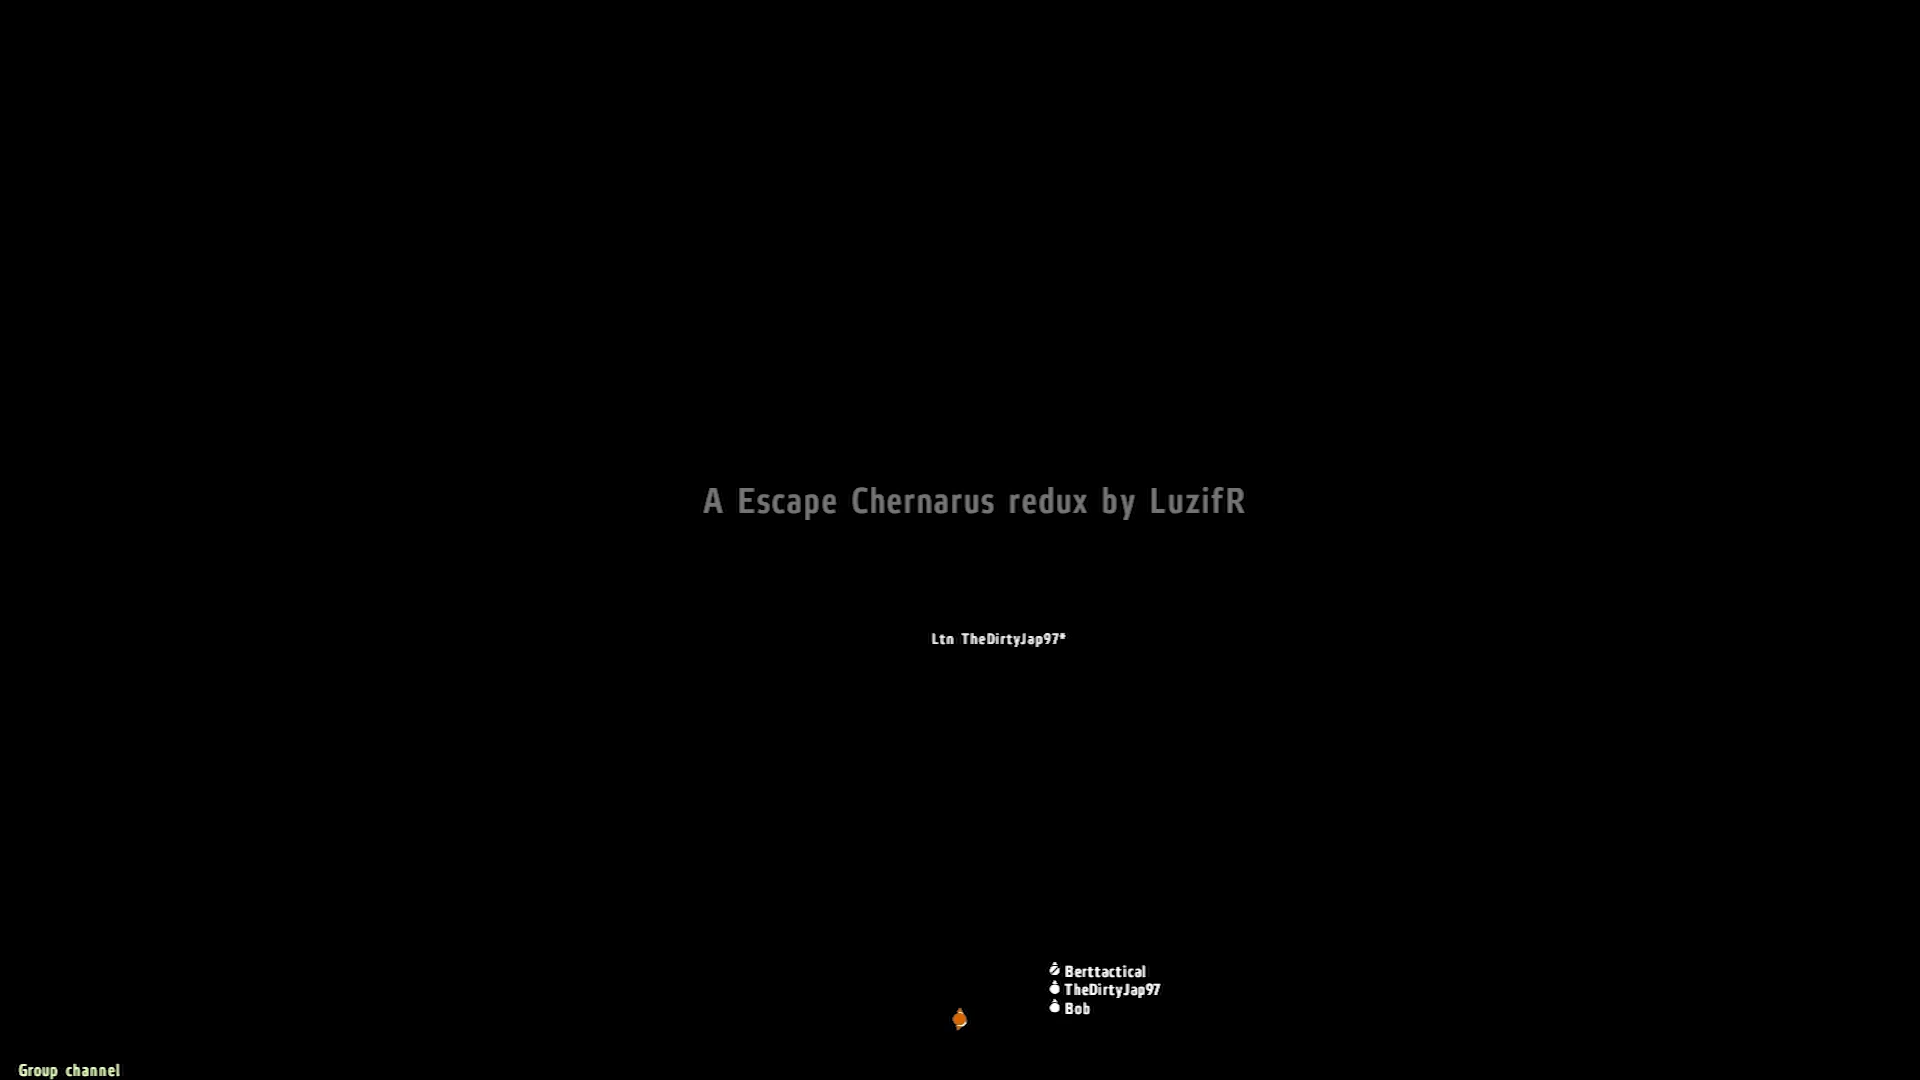 A Escape Chernarus redux by LuzifR
Ltn TheDirtyJap97*
Berttactical
TheDirtyJap97
Bob
Group channel